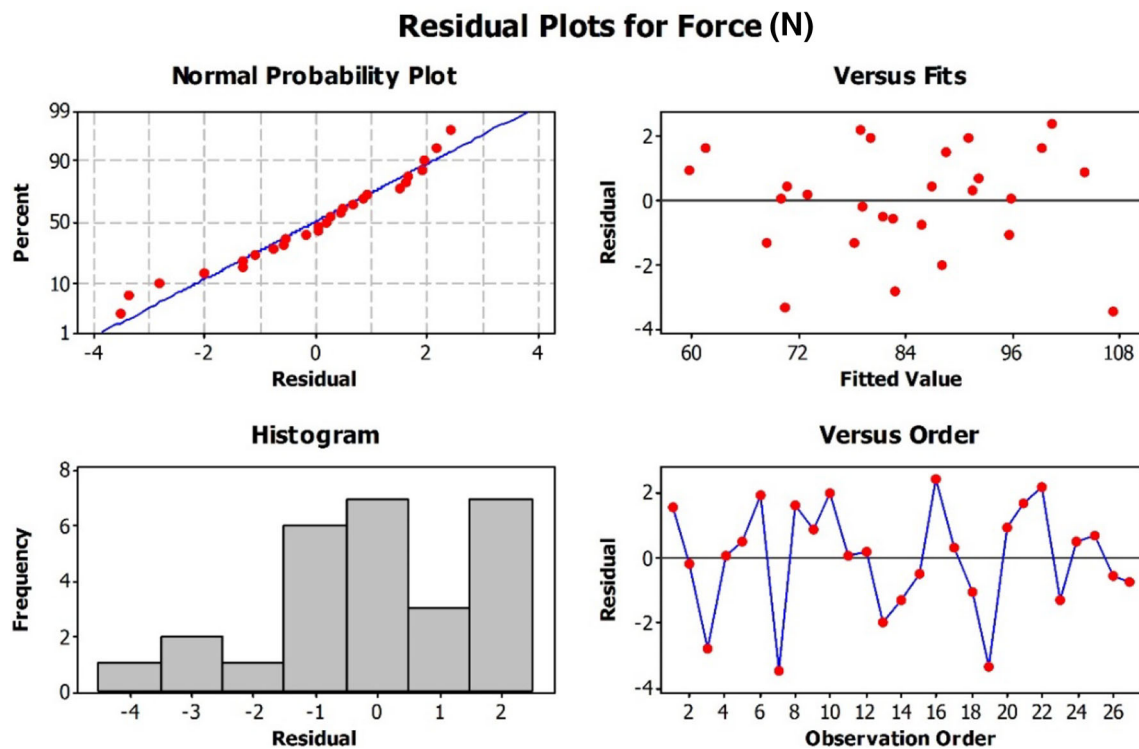 Residual Plots for Force (N)
Normal Probability Plot
99
90
50
10
1
Percent
-4 -2 0 2 4
Residual
Versus Fits
2
0
-2
-4
Residual
60 72 84 96 108
Fitted Value
Histogram
8
6
4
2
0
Frequency
-4 -3 -2 -1 0 1 2
Residual
Versus Order
2
0
-2
-4
Residual
2 4 6 8 10 12 14 16 18 20 22 24 26
Observation Order